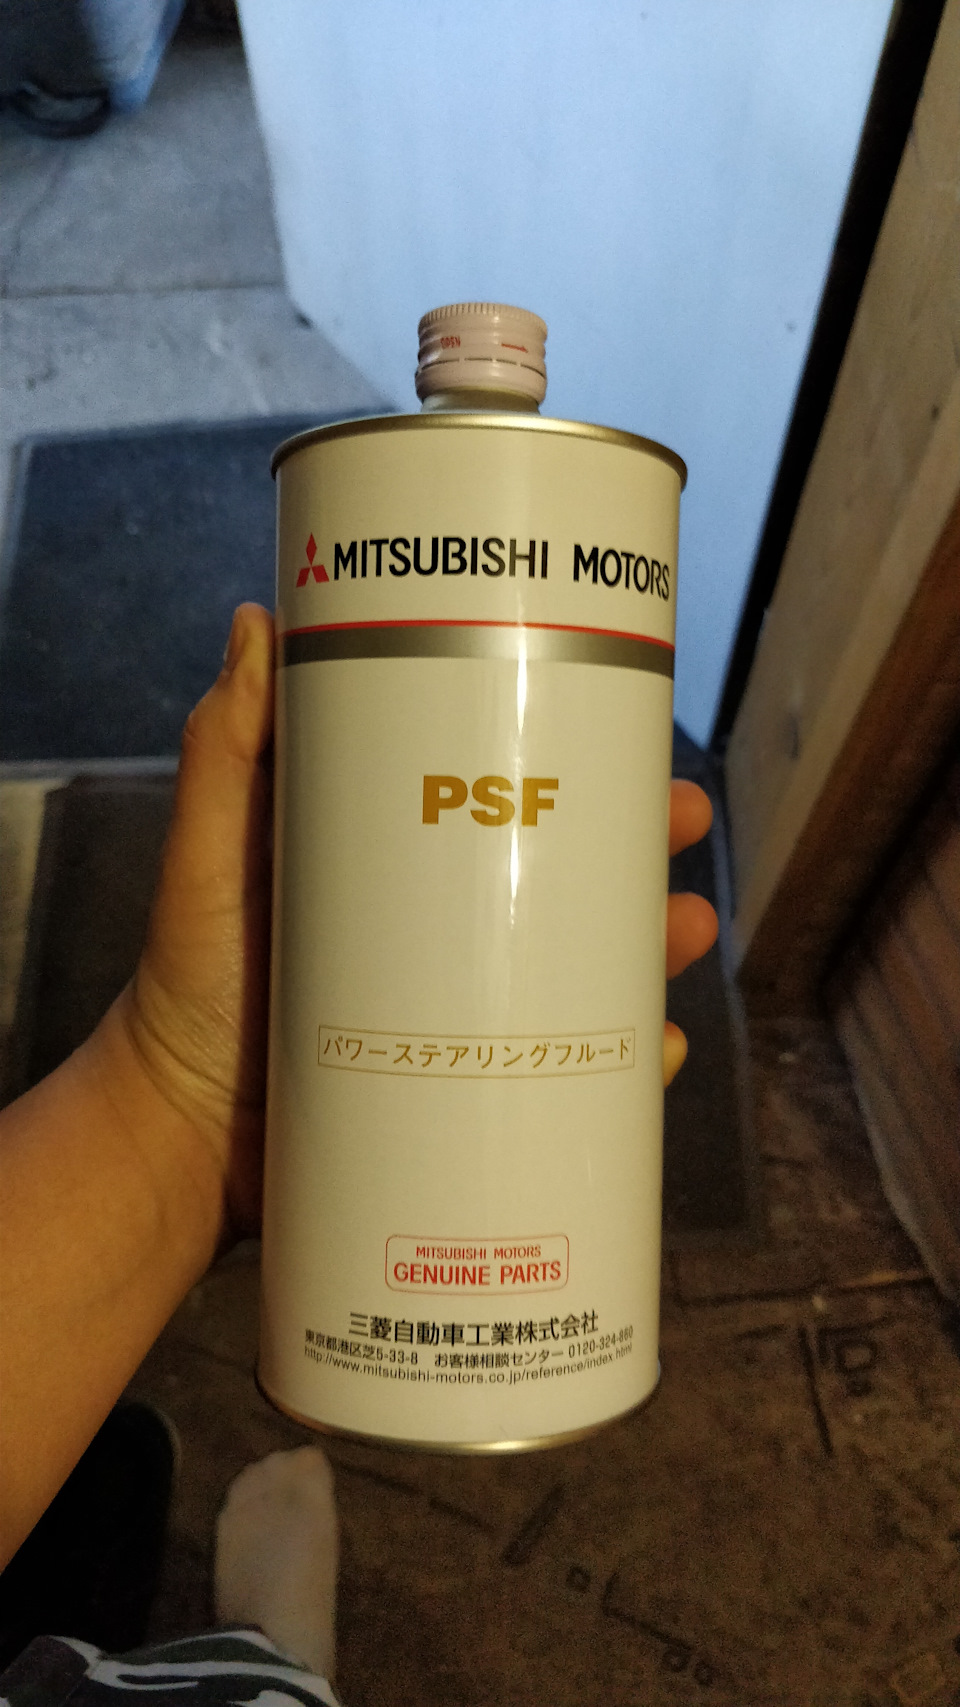 OPEN
MITSUBISHI MOTORS
PSF
パワーステアリングフルード
MITSUBISHI MOTORS
GENUINE PARTS
三菱自動車工業株式会社
東京都港区芝5-33-8 お客様相談センター 0120-324-860
http://www.mitsubishi-motors.co.jp/reference/index.html